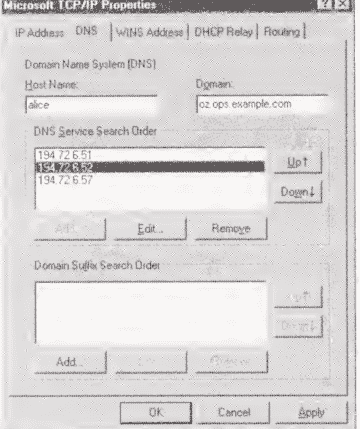 Microsoft TCP/IP Properties
IP Address DNS WINS Address DHCP Relay Routing
Domain Name System (DNS)
Host Name: Domain:
alice oz.ops.example.com
DNS Service Search Order
194.72.6.51
194.72.6.52
194.72.6.57
Up↑
Down↓
Add... Edit... Remove
Domain Suffix Search Order
Up↑
Down↓
Add...
OK Cancel Apply